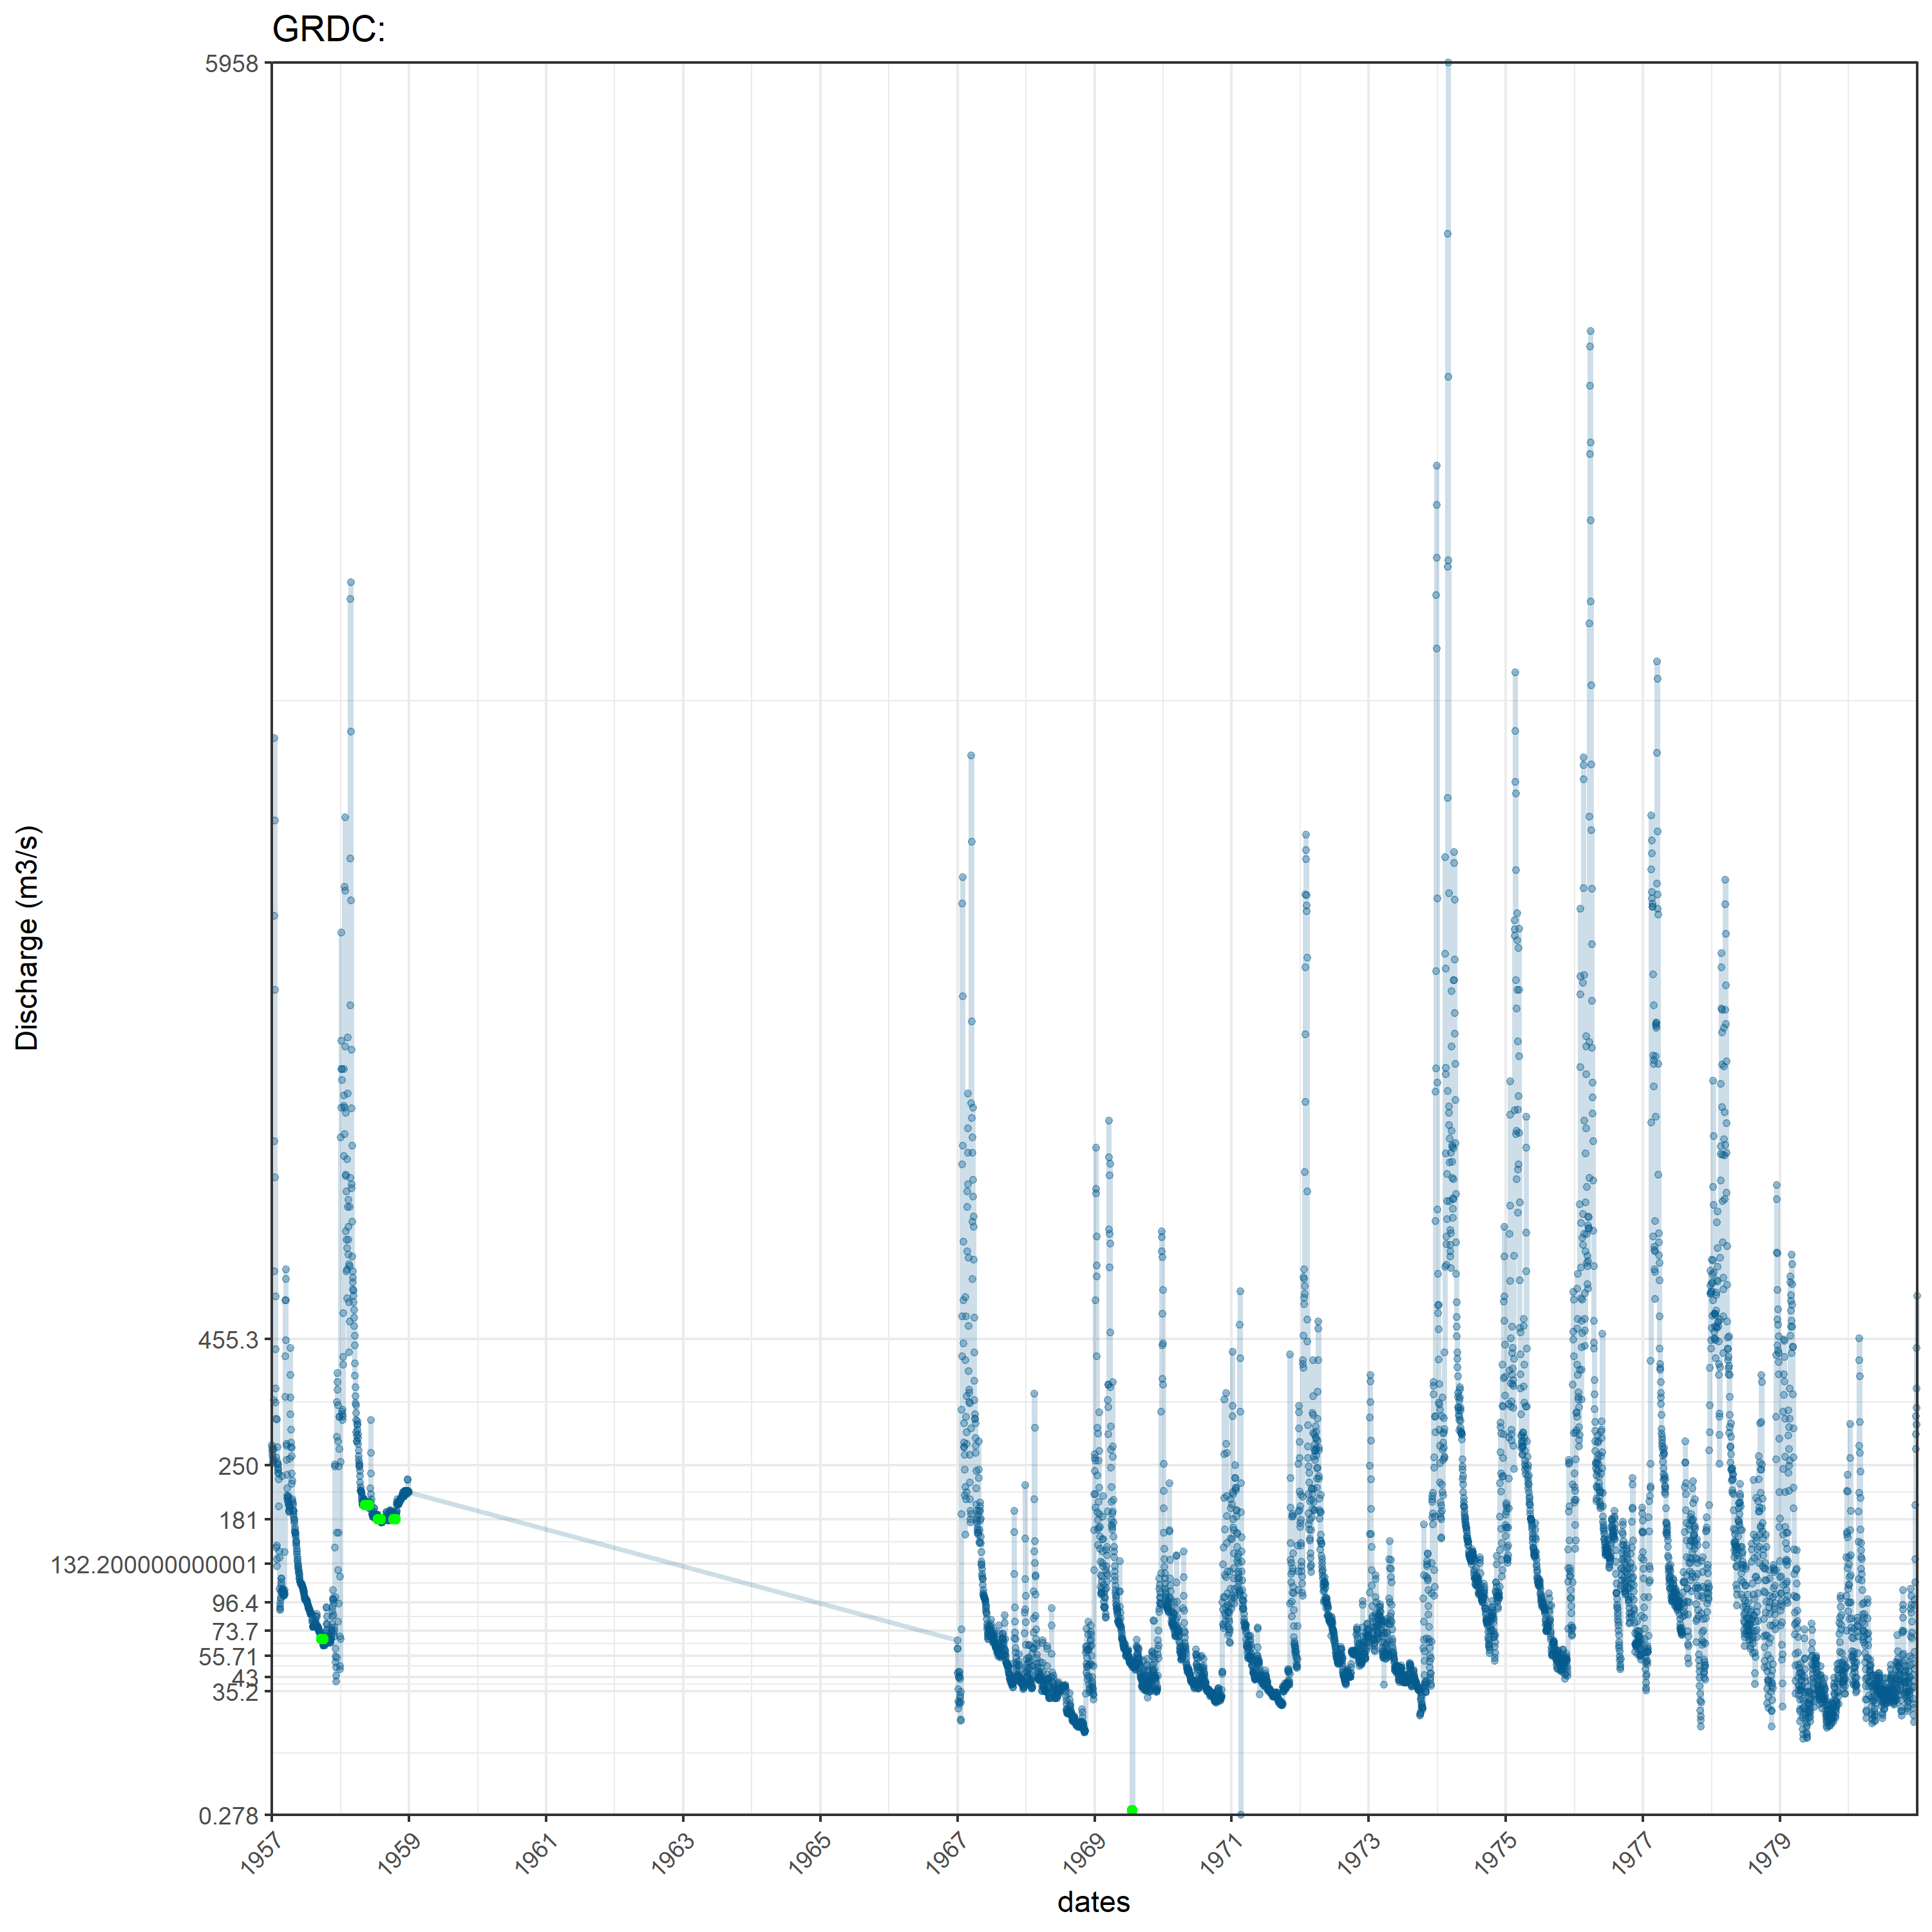 GRDC:
5958
455.3
250
181
132.200000000001
96.4
73.7
55.71
43
35.2
0.278
Discharge (m3/s)
1957 1959 1961 1963 1965 1967 1969 1971 1973 1975 1977 1979
dates